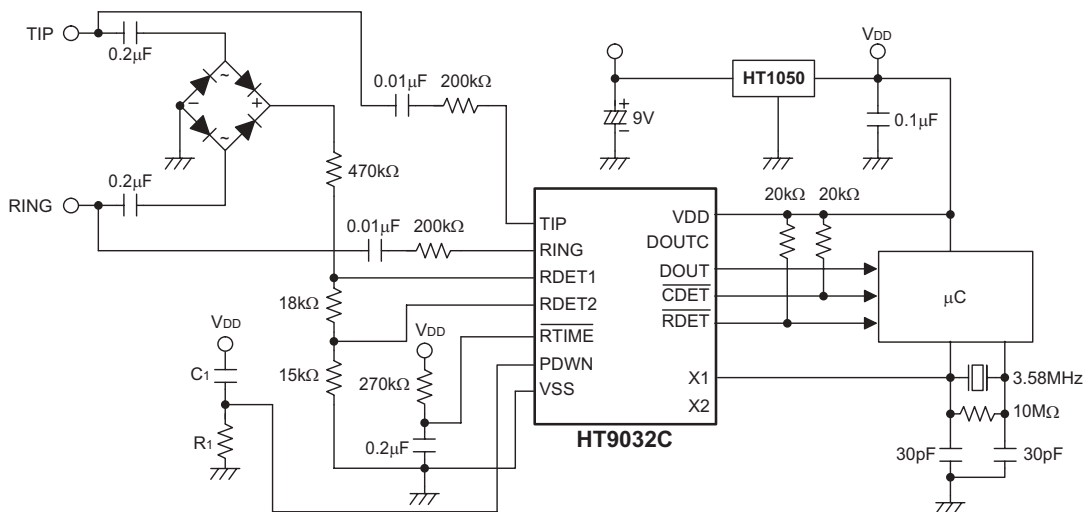 TIP
0.2μF
~
−
+
~
0.01μF
200kΩ
HT1050
VDD
+
−
9V
0.1μF
RING
0.2μF
470kΩ
0.01μF
200kΩ
20kΩ
20kΩ
TIP
RING
RDET1
RDET2
RTIME
PDWN
VSS
VDD
DOUTC
DOUT
CDET
RDET
X1
X2
HT9032C
μC
18kΩ
15kΩ
VDD
C1
R1
VDD
270kΩ
0.2μF
3.58MHz
10MΩ
30pF
30pF